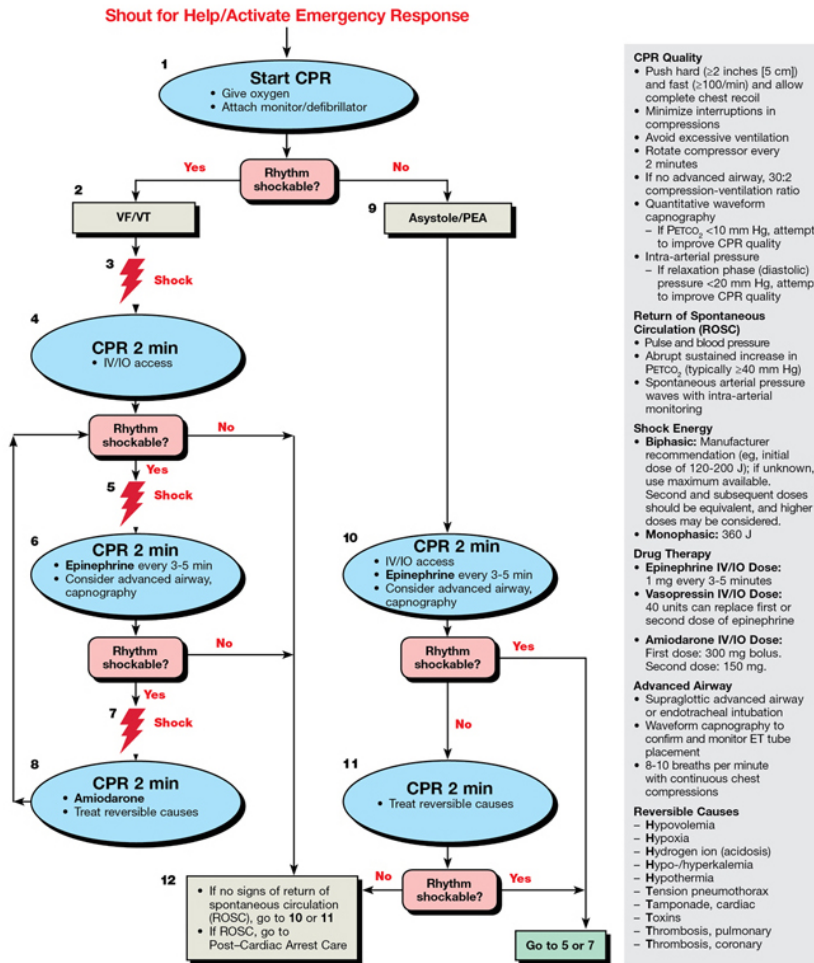 Shout for Help/Activate Emergency Response
1
Start CPR
• Give oxygen
• Attach monitor/defibrillator
Yes
Rhythm
shockable?
No
2
VF/VT
9
Asystole/PEA
3
Shock
4
CPR 2 min
• IV/IO access
Rhythm
shockable?
No
Yes
5
Shock
6
CPR 2 min
• Epinephrine every 3-5 min
• Consider advanced airway,
capnography
10
CPR 2 min
• IV/IO access
• Epinephrine every 3-5 min
• Consider advanced airway,
capnography
Rhythm
shockable?
No
Yes
Rhythm
shockable?
Yes
No
7
Shock
8
CPR 2 min
• Amiodarone
• Treat reversible causes
11
CPR 2 min
• Treat reversible causes
No
Rhythm
shockable?
Yes
12
• If no signs of return of
spontaneous circulation
(ROSC), go to 10 or 11
• If ROSC, go to
Post–Cardiac Arrest Care
Go to 5 or 7
CPR Quality
• Push hard (≥2 inches [5 cm])
and fast (≥100/min) and allow
complete chest recoil
• Minimize interruptions in
compressions
• Avoid excessive ventilation
• Rotate compressor every
2 minutes
• If no advanced airway, 30:2
compression-ventilation ratio
• Quantitative waveform
capnography
– If PETCO₂ <10 mm Hg, attempt
to improve CPR quality
• Intra-arterial pressure
– If relaxation phase (diastolic)
pressure <20 mm Hg, attempt
to improve CPR quality
Return of Spontaneous
Circulation (ROSC)
• Pulse and blood pressure
• Abrupt sustained increase in
PETCO₂ (typically ≥40 mm Hg)
• Spontaneous arterial pressure
waves with intra-arterial
monitoring
Shock Energy
• Biphasic: Manufacturer
recommendation (eg, initial
dose of 120-200 J); if unknown,
use maximum available.
Second and subsequent doses
should be equivalent, and higher
doses may be considered.
• Monophasic: 360 J
Drug Therapy
• Epinephrine IV/IO Dose:
1 mg every 3-5 minutes
• Vasopressin IV/IO Dose:
40 units can replace first or
second dose of epinephrine
• Amiodarone IV/IO Dose:
First dose: 300 mg bolus.
Second dose: 150 mg.
Advanced Airway
• Supraglottic advanced airway
or endotracheal intubation
• Waveform capnography to
confirm and monitor ET tube
placement
• 8-10 breaths per minute
with continuous chest
compressions
Reversible Causes
– Hypovolemia
– Hypoxia
– Hydrogen ion (acidosis)
– Hypo-/hyperkalemia
– Hypothermia
– Tension pneumothorax
– Tamponade, cardiac
– Toxins
– Thrombosis, pulmonary
– Thrombosis, coronary